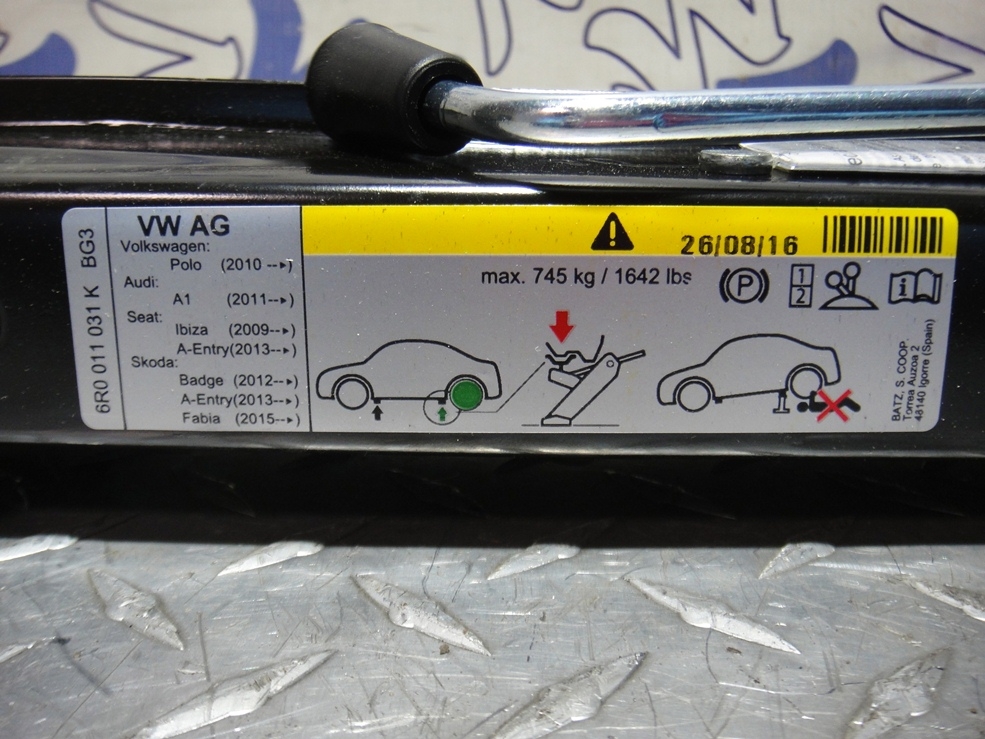 6R0 011 031 K BG3
VW AG
Volkswagen:
Polo (2010 --►)
Audi:
A1 (2011--►)
Seat:
Ibiza (2009--►)
A-Entry(2013--►)
Skoda:
Badge (2012--►)
A-Entry(2013--►)
Fabia (2015--►)
26/08/16
max. 745 kg / 1642 lbs
P
1
2
i
BATZ, S. COOP.
Torrea Auzoa 2
48140 Igorre (Spain)